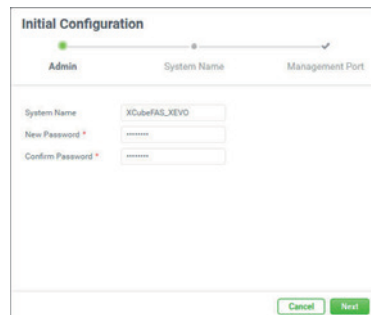 Initial Configuration
Admin System Name Management Port
System Name XCubeFAS_XEVO
New Password * ••••••••
Confirm Password * ••••••••
Cancel Next